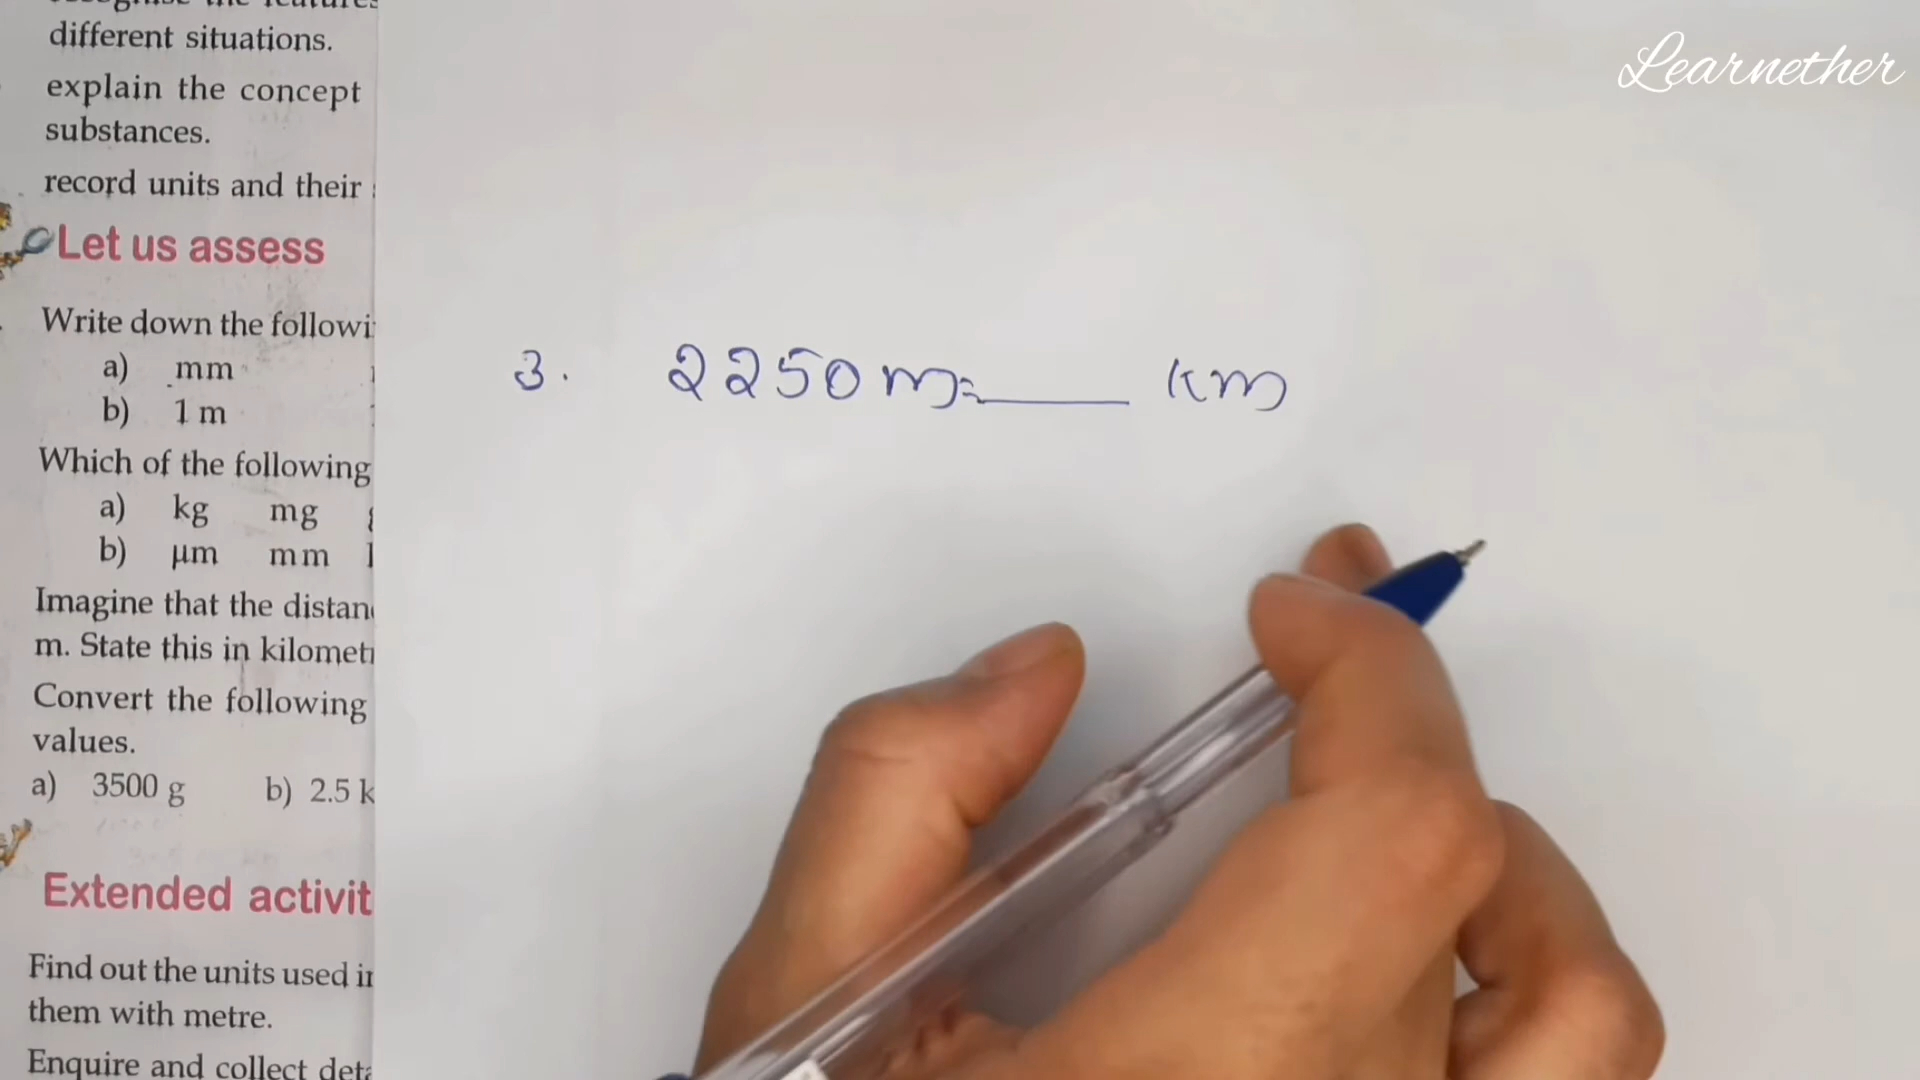 different situations.
explain the concept
substances.
record units and their
Let us assess
Write down the followi
a) mm
b) 1 m
Which of the following
a) kg mg
b) µm mm
Imagine that the distan
m. State this in kilomet
Convert the following
values.
a) 3500 g b) 2.5 k
Extended activit
Find out the units used in
them with metre.
Enquire and collect deta
3. 2250 m = ____ km
Learnether